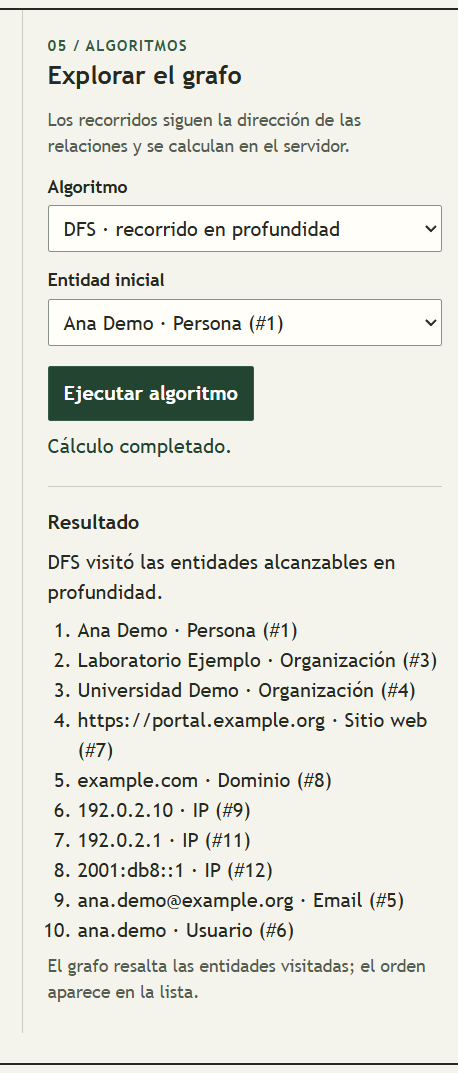 05 / ALGORITMOS
Explorar el grafo
Los recorridos siguen la dirección de las
relaciones y se calculan en el servidor.
Algoritmo
DFS · recorrido en profundidad
Entidad inicial
Ana Demo · Persona (#1)
Ejecutar algoritmo
Cálculo completado.
Resultado
DFS visitó las entidades alcanzables en
profundidad.
1. Ana Demo · Persona (#1)
2. Laboratorio Ejemplo · Organización (#3)
3. Universidad Demo · Organización (#4)
4. https://portal.example.org · Sitio web
(#7)
5. example.com · Dominio (#8)
6. 192.0.2.10 · IP (#9)
7. 192.0.2.1 · IP (#11)
8. 2001:db8::1 · IP (#12)
9. ana.demo@example.org · Email (#5)
10. ana.demo · Usuario (#6)
El grafo resalta las entidades visitadas; el orden
aparece en la lista.